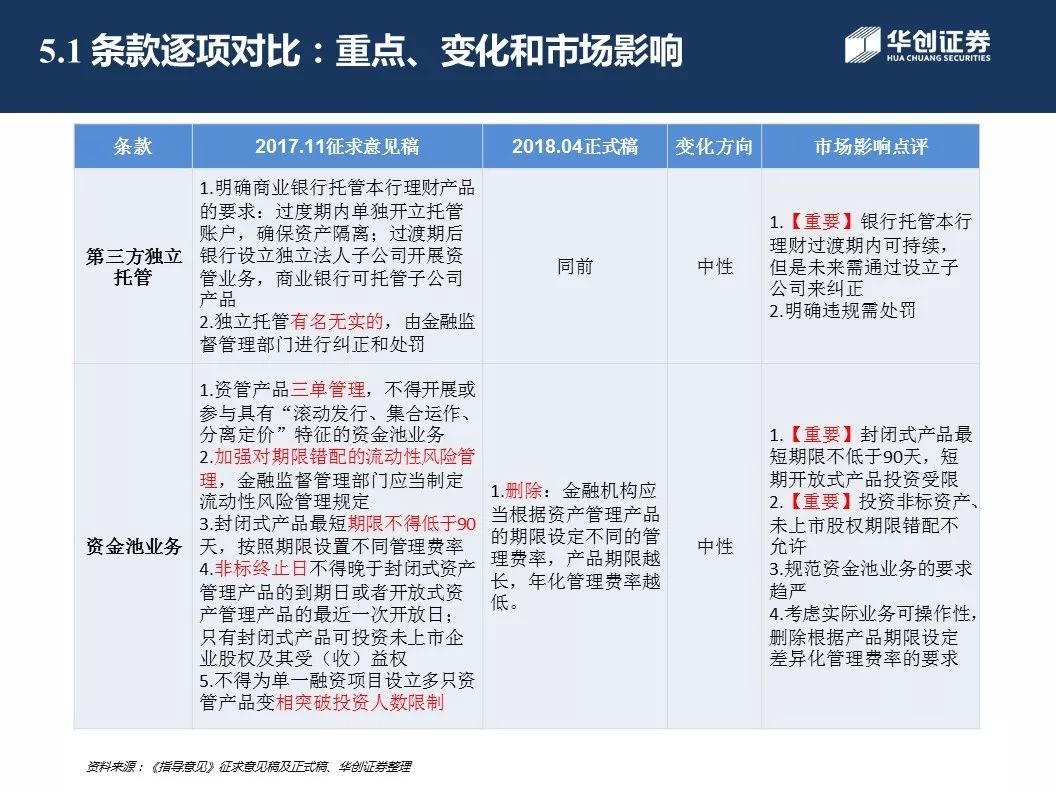 5.1 条款逐项对比：重点、变化和市场影响
华创证券
HUA CHUANG SECURITIES
条款
2017.11征求意见稿
2018.04正式稿
变化方向
市场影响点评
第三方独立
托管
1.明确商业银行托管本行理财产品
的要求：过度期内单独开立托管
账户，确保资产隔离；过渡期后
银行设立独立法人子公司开展资
管业务，商业银行可托管子公司
产品
2.独立托管有名无实的，由金融监
督管理部门进行纠正和处罚
同前
中性
1.【重要】银行托管本行
理财过渡期内可持续，
但是未来需通过设立子
公司来纠正
2.明确违规需处罚
资金池业务
1.资管产品三单管理，不得开展或
参与具有“滚动发行、集合运作、
分离定价”特征的资金池业务
2.加强对期限错配的流动性风险管
理，金融监督管理部门应当制定
流动性风险管理规定
3.封闭式产品最短期限不得低于90
天，按照期限设置不同管理费率
4.非标终止日不得晚于封闭式资产
管理产品的到期日或者开放式资
产管理产品的最近一次开放日；
只有封闭式产品可投资未上市企
业股权及其受（收）益权
5.不得为单一融资项目设立多只资
管产品变相突破投资人数限制
1.删除：金融机构应
当根据资产管理产品
的期限设定不同的管
理费率，产品期限越
长，年化管理费率越
低。
中性
1.【重要】封闭式产品最
短期限不低于90天，短
期开放式产品投资受限
2.【重要】投资非标资产、
未上市股权期限错配不
允许
3.规范资金池业务的要求
趋严
4.考虑实际业务可操作性，
删除根据产品期限设定
差异化管理费率的要求
资料来源：《指导意见》征求意见稿及正式稿、华创证券整理